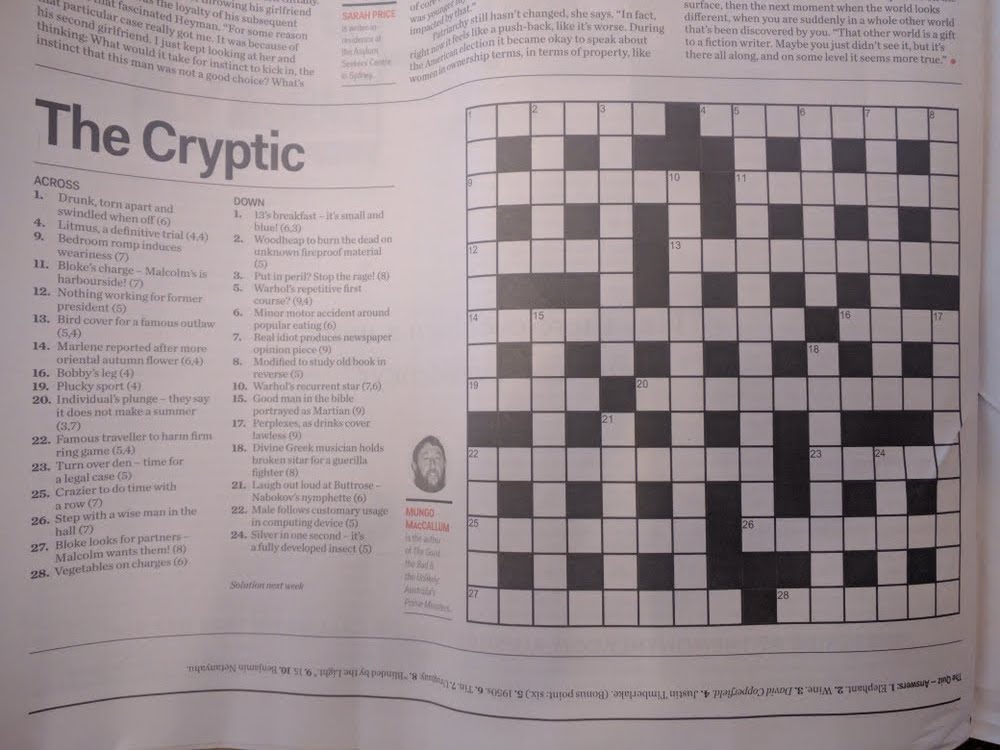 throwing his girlfriend
the loyalty of his subsequent
that fascinated Heyman. "For some reason
that particular case really got me. It was because of
his second girlfriend. I just kept looking at her and
thinking: What would it take for instinct to kick in, the
instinct that this man was not a good choice? What's
SARAH PRICE
is writer in
residence at
the Asylum
Seekers Centre
in Sydney.
impacted by that."
Patriarchy still hasn't changed, she says. "In fact,
right now it feels like a push-back, like it's worse. During
the American election it became okay to speak about
women in ownership terms, in terms of property, like
surface, then the next moment when the world looks
different, when you are suddenly in a whole other world
that's been discovered by you. "That other world is a gift
to a fiction writer. Maybe you just didn't see it, but it's
there all along, and on some level it seems more true."
The Cryptic
ACROSS
1. Drunk, torn apart and
swindled when off (6)
4. Litmus, a definitive trial (4,4)
9. Bedroom romp induces
weariness (7)
11. Bloke's charge – Malcolm's is
harbourside! (7)
12. Nothing working for former
president (5)
13. Bird cover for a famous outlaw
(5,4)
14. Marlene reported after more
oriental autumn flower (6,4)
16. Bobby's leg (4)
19. Plucky sport (4)
20. Individual's plunge – they say
it does not make a summer
(3,7)
22. Famous traveller to harm firm
ring game (5,4)
23. Turn over den – time for
a legal case (5)
25. Crazier to do time with
a row (7)
26. Step with a wise man in the
hall (7)
27. Bloke looks for partners –
Malcolm wants them! (8)
28. Vegetables on charges (6)
DOWN
1. 13's breakfast – it's small and
blue! (6,3)
2. Woodheap to burn the dead on
unknown fireproof material
(5)
3. Put in peril? Stop the rage! (8)
5. Warhol's repetitive first
course? (9,4)
6. Minor motor accident around
popular eating (6)
7. Real idiot produces newspaper
opinion piece (9)
8. Modified to study old book in
reverse (5)
10. Warhol's recurrent star (7,6)
15. Good man in the bible
portrayed as Martian (9)
17. Perplexes, as drinks cover
lawless (9)
18. Divine Greek musician holds
broken sitar for a guerilla
fighter (8)
21. Laugh out loud at Buttrose –
Nabokov's nymphette (6)
22. Male follows customary usage
in computing device (5)
24. Silver in one second – it's
a fully developed insect (5)
Solution next week
MUNGO
MacCALLUM
is the author
of The Good,
the Bad &
the Unlikely:
Australia's
Prime Ministers.
1 2 3 4 5 6 7 8
9 10 11
12 13
14 15 16 17
18
19 20
21
22 23 24
25 26
27 28
The Quiz – Answers: 1. Elephant. 2. Wine. 3. David Copperfield. 4. Justin Timberlake. (Bonus point: six.) 5. 1950s. 6. Tin. 7. Uruguay. 8. "Blinded by the Light." 9. 15 10. Benjamin Netanyahu.